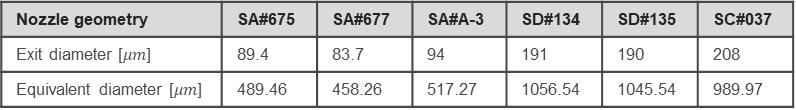 Nozzle geometry SA#675 SA#677 SA#A-3 SD#134 SD#135 SC#037
Exit diameter [μm] 89.4 83.7 94 191 190 208
Equivalent diameter [μm] 489.46 458.26 517.27 1056.54 1045.54 989.97